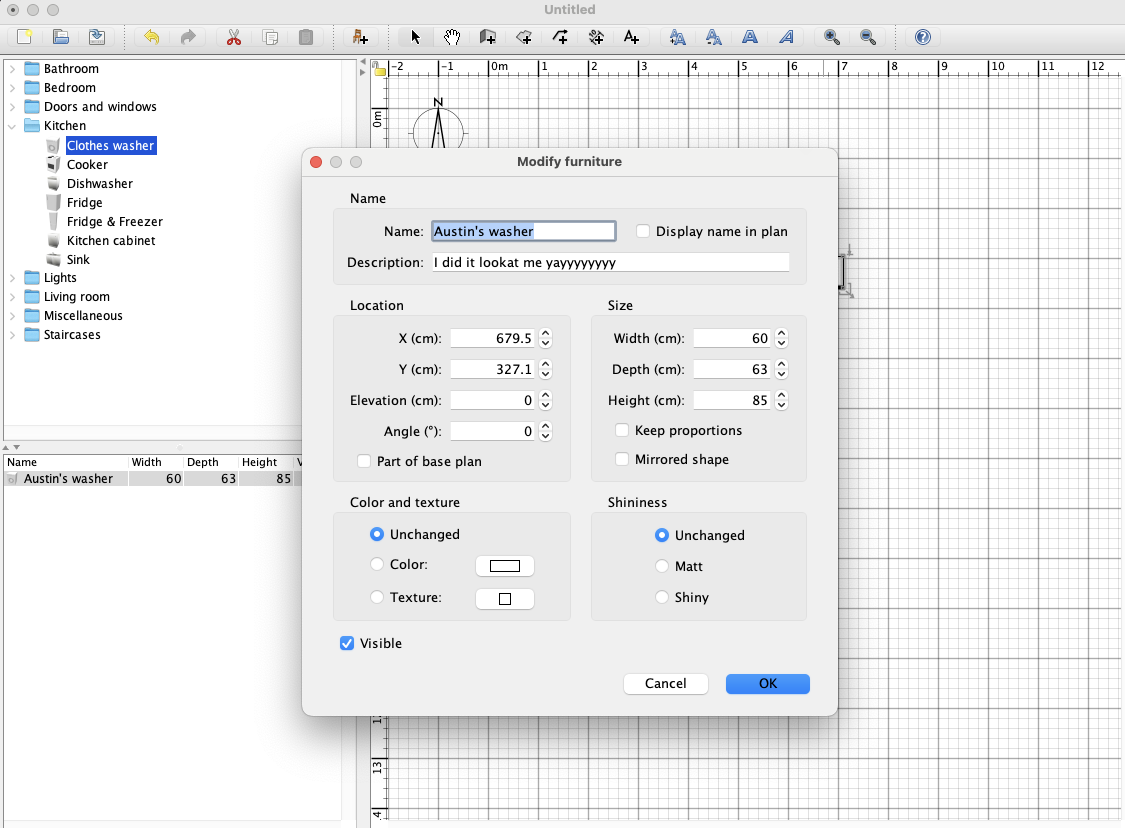 Untitled
Bathroom
Bedroom
Doors and windows
Kitchen
Clothes washer
Cooker
Dishwasher
Fridge
Fridge & Freezer
Kitchen cabinet
Sink
Lights
Living room
Miscellaneous
Staircases
Name Width Depth Height
Austin's washer 60 63 85
-2 -1 0m 1 2 3 4 5 6 7 8 9 10 11 12
0m
N
13
Modify furniture
Name
Name: Austin's washer Display name in plan
Description: I did it lookat me yayyyyyyyy
Location
X (cm): 679.5
Y (cm): 327.1
Elevation (cm): 0
Angle (°): 0
Part of base plan
Size
Width (cm): 60
Depth (cm): 63
Height (cm): 85
Keep proportions
Mirrored shape
Color and texture
Unchanged
Color:
Texture:
Shininess
Unchanged
Matt
Shiny
Visible
Cancel OK